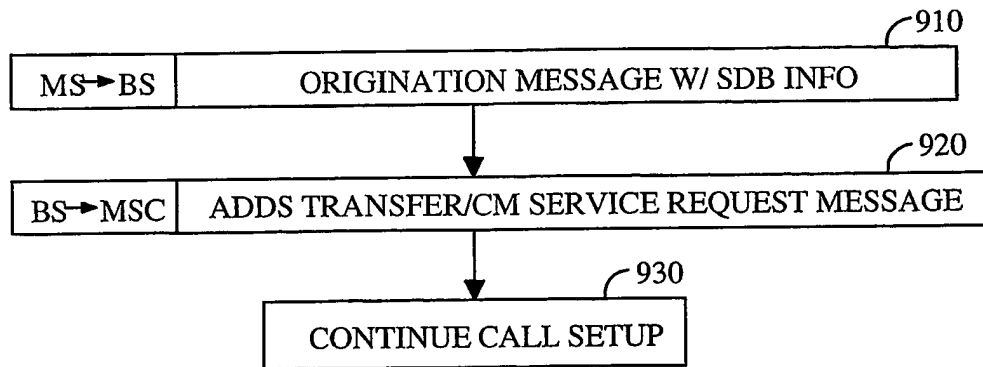 910
MS→BS ORIGINATION MESSAGE W/ SDB INFO
920
BS→MSC ADDS TRANSFER/CM SERVICE REQUEST MESSAGE
930
CONTINUE CALL SETUP